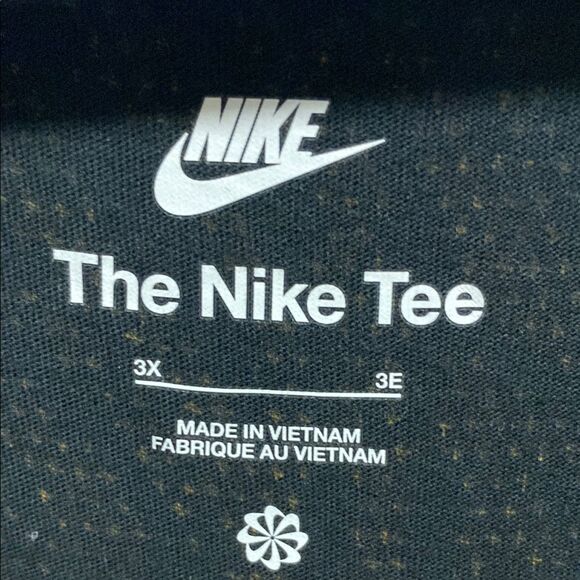 NIKE
The Nike Tee
3X 3E
MADE IN VIETNAM
FABRIQUE AU VIETNAM